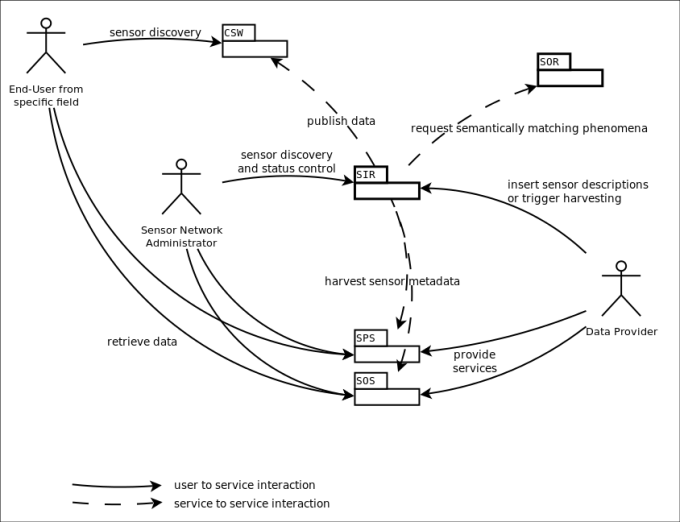 sensor discovery
CSW
SOR
End-User from
specific field
publish data
request semantically matching phenomena
sensor discovery
and status control
SIR
insert sensor descriptions
or trigger harvesting
Sensor Network
Administrator
harvest sensor metadata
SPS
Data Provider
retrieve data
provide
services
SOS
user to service interaction
service to service interaction